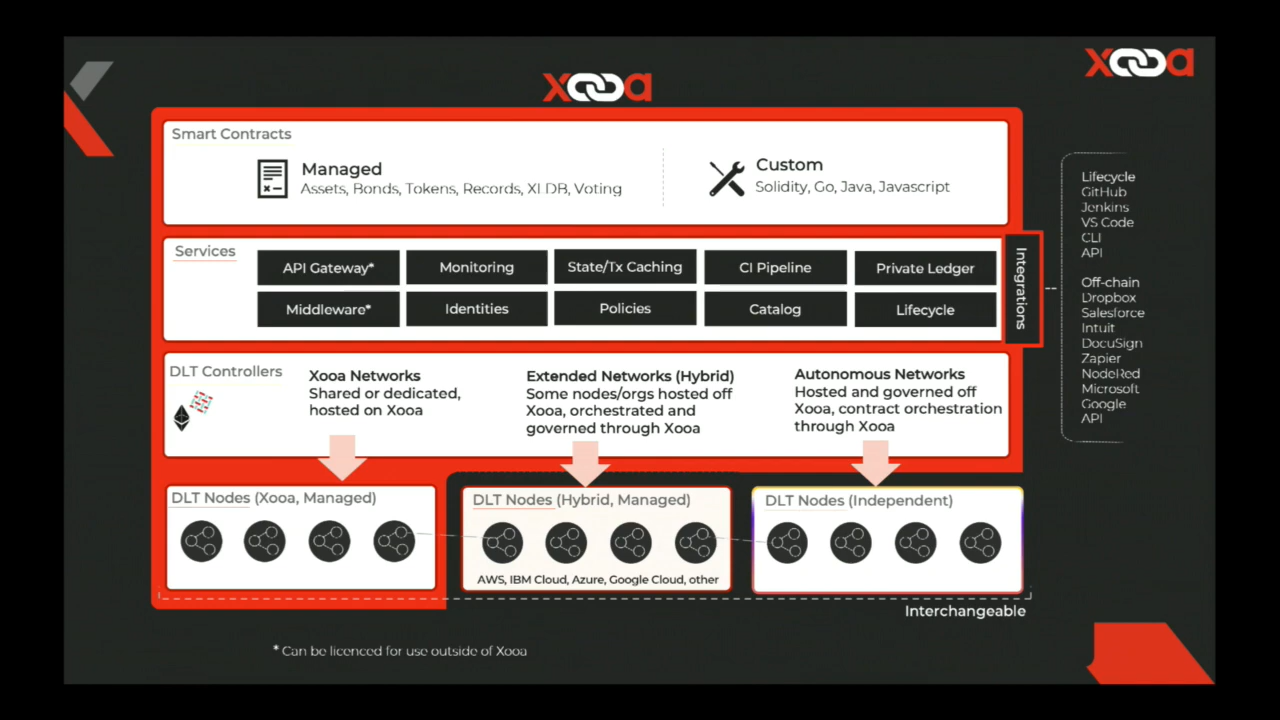 xooa
xooa
Smart Contracts
Managed
Assets, Bonds, Tokens, Records, XLDB, Voting
Custom
Solidity, Go, Java, Javascript
Services
API Gateway*
Monitoring
State/Tx Caching
CI Pipeline
Private Ledger
Middleware*
Identities
Policies
Catalog
Lifecycle
Integrations
Lifecycle
GitHub
Jenkins
VS Code
CLI
API
Off-chain
Dropbox
Salesforce
Intuit
DocuSign
Zapier
NodeRed
Microsoft
Google
API
DLT Controllers
Xooa Networks
Shared or dedicated,
hosted on Xooa
Extended Networks (Hybrid)
Some nodes/orgs hosted off
Xooa, orchestrated and
governed through Xooa
Autonomous Networks
Hosted and governed off
Xooa, contract orchestration
through Xooa
DLT Nodes (Xooa, Managed)
DLT Nodes (Hybrid, Managed)
AWS, IBM Cloud, Azure, Google Cloud, other
DLT Nodes (Independent)
Interchangeable
* Can be licenced for use outside of Xooa